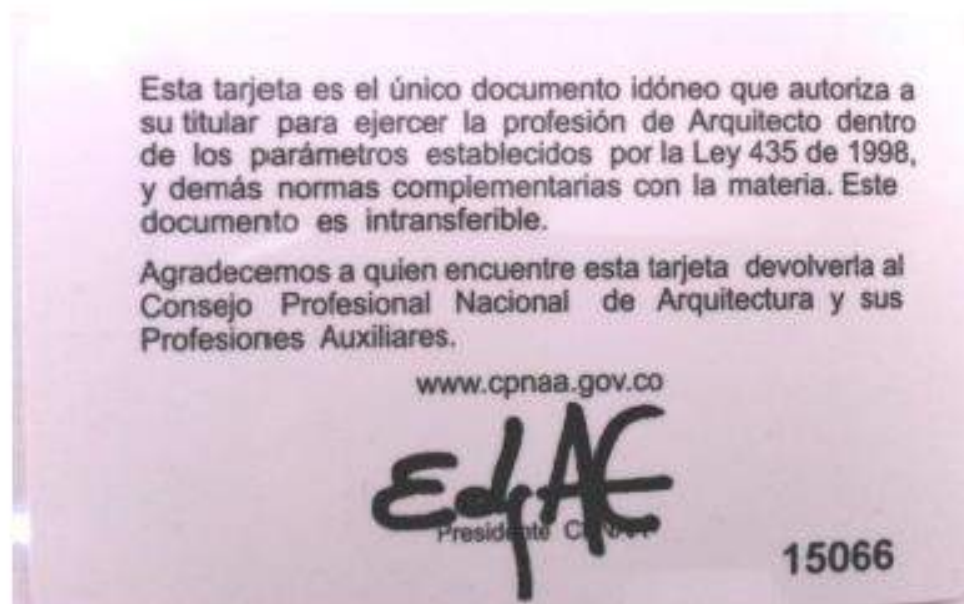 Esta tarjeta es el único documento idóneo que autoriza a
su titular para ejercer la profesión de Arquitecto dentro
de los parámetros establecidos por la Ley 435 de 1998,
y demás normas complementarias con la materia. Este
documento es intransferible.
Agradecemos a quien encuentre esta tarjeta devolverla al
Consejo Profesional Nacional de Arquitectura y sus
Profesiones Auxiliares.
www.cpnaa.gov.co
Presidente
15066